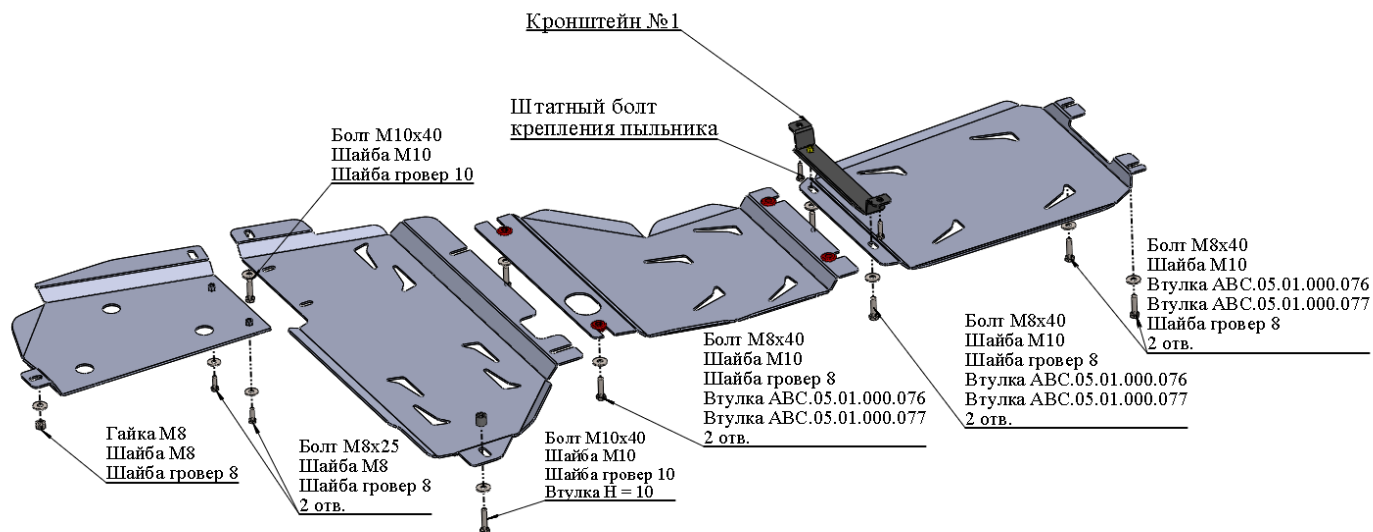 Кронштейн №1
Штатный болт
крепления пыльника
Болт М10х40
Шайба М10
Шайба гровер 10
Гайка М8
Шайба М8
Шайба гровер 8
Болт М8х25
Шайба М8
Шайба гровер 8
2 отв.
Болт М10х40
Шайба М10
Шайба гровер 10
Втулка Н = 10
Болт М8х40
Шайба М10
Шайба гровер 8
Втулка АВС.05.01.000.076
Втулка АВС.05.01.000.077
2 отв.
Болт М8х40
Шайба М10
Шайба гровер 8
Втулка АВС.05.01.000.076
Втулка АВС.05.01.000.077
2 отв.
Болт М8х40
Шайба М10
Втулка АВС.05.01.000.076
Втулка АВС.05.01.000.077
Шайба гровер 8
2 отв.